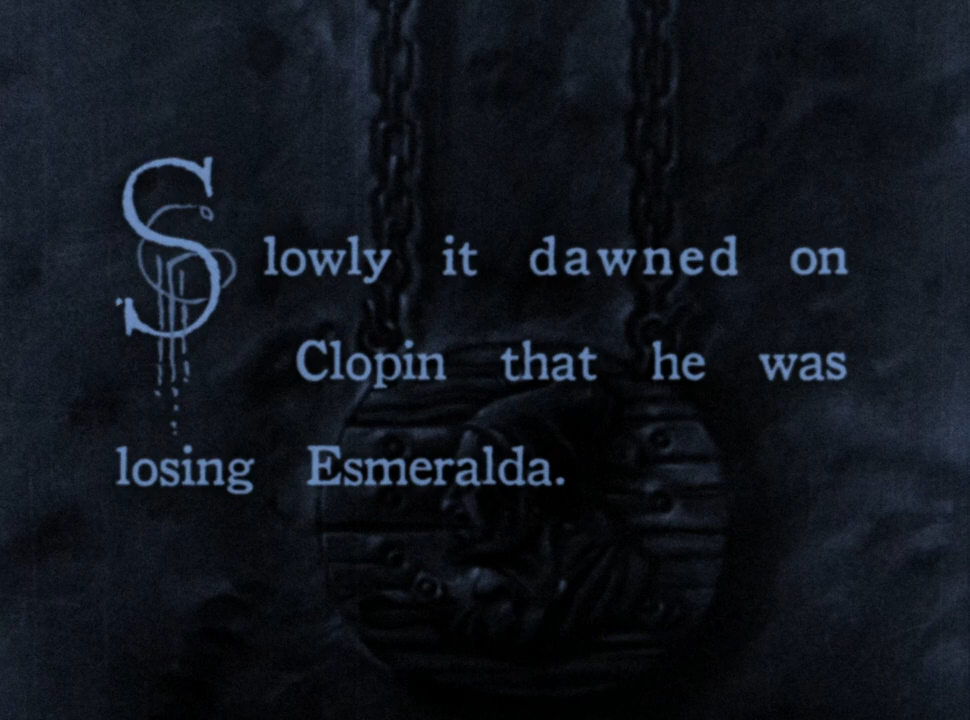 Slowly it dawned on
Clopin that he was
losing Esmeralda.